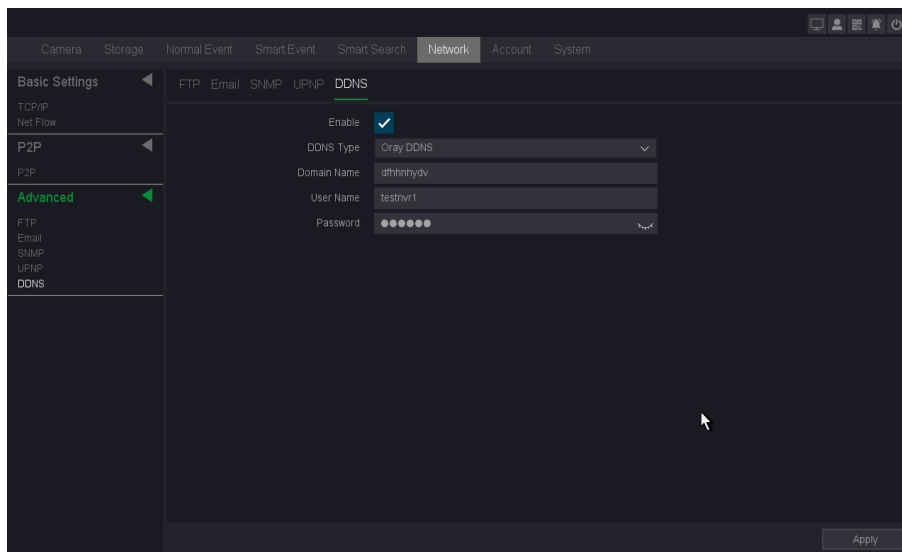 Camera Storage Normal Event Smart Event Smart Search Network Account System
Basic Settings
TCP/IP
Net Flow
P2P
P2P
Advanced
FTP
Email
SNMP
UPNP
DDNS
FTP Email SNMP UPNP DDNS
Enable
DDNS Type Oray DDNS
Domain Name dfhhnhydv
User Name testnvr1
Password ●●●●●●
Apply